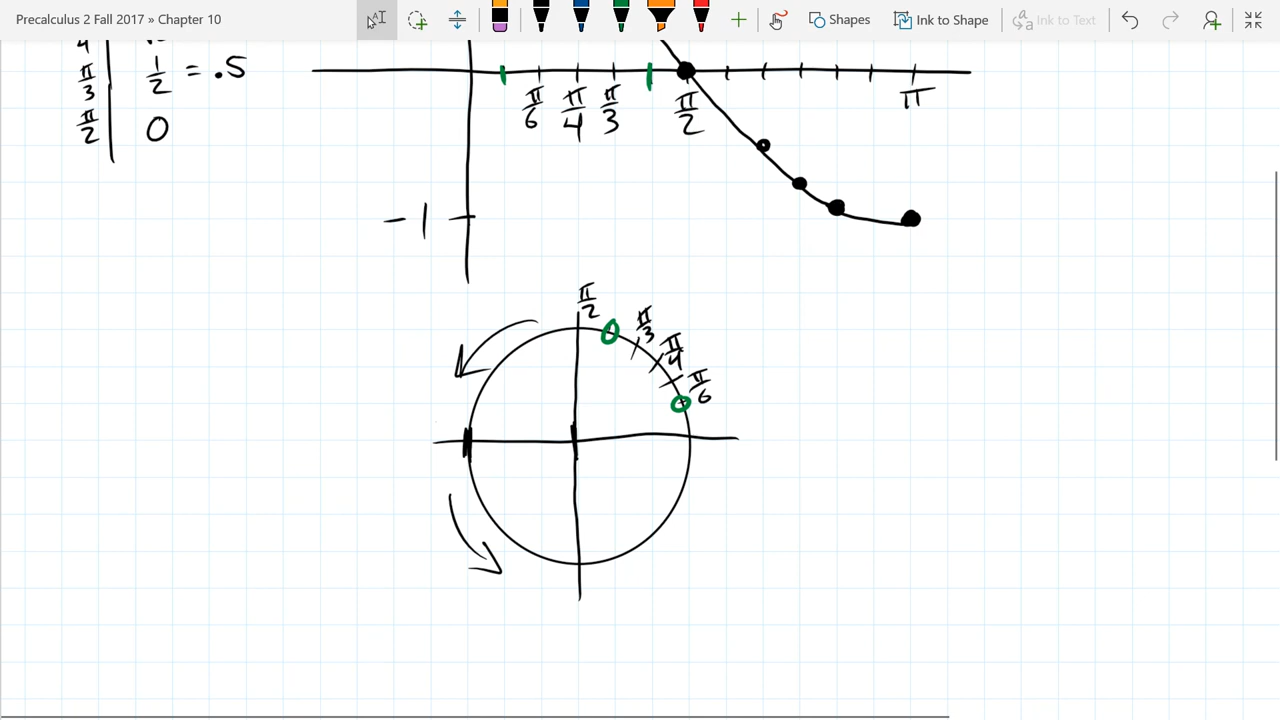 Precalculus 2 Fall 2017 » Chapter 10
Shapes
Ink to Shape
Ink to Text
4
π/3 | 1/2 = .5
π/2 | 0
π/6 π/4 π/3 π/2 π
-1
π/2
π/3
π/4
π/6